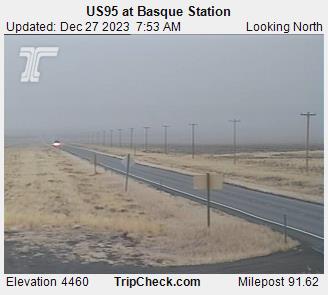 US95 at Basque Station
Updated: Dec 27 2023 7:53 AM Looking North
Elevation 4460 TripCheck.com Milepost 91.62